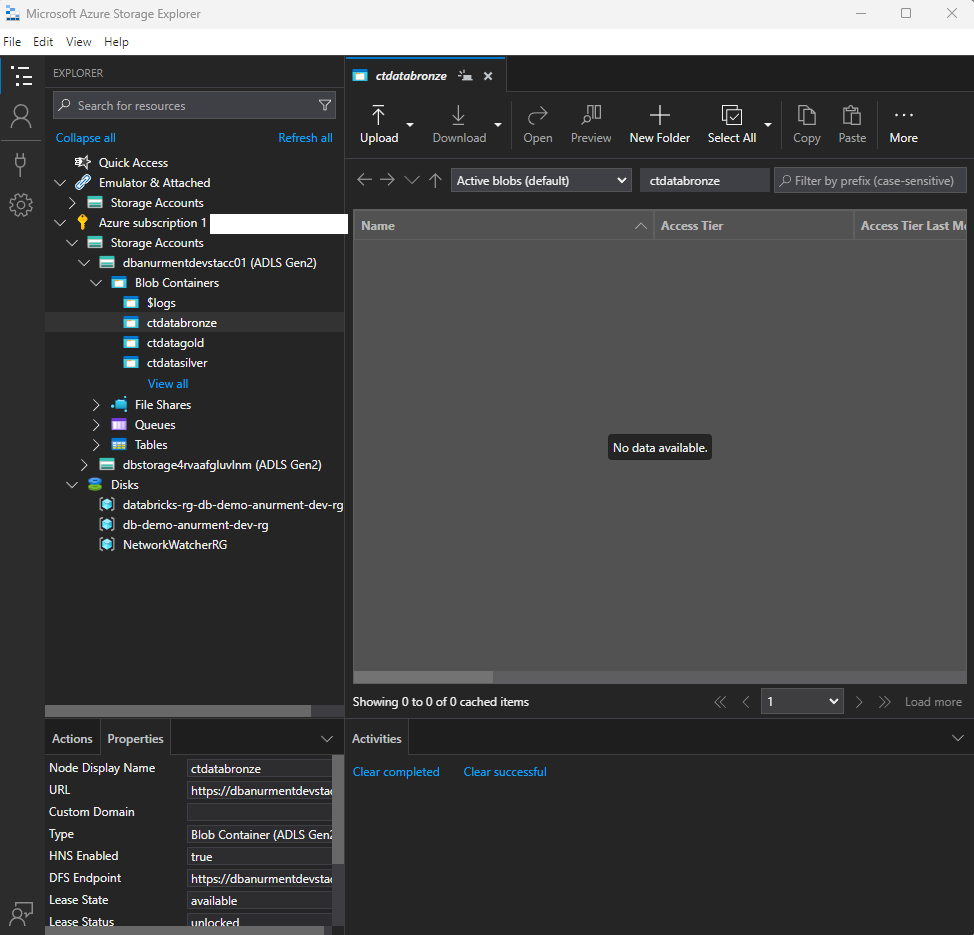 Microsoft Azure Storage Explorer
File Edit View Help
EXPLORER
Search for resources
Collapse all Refresh all
Quick Access
Emulator & Attached
Storage Accounts
Azure subscription 1
Storage Accounts
dbanurmentdevstacc01 (ADLS Gen2)
Blob Containers
$logs
ctdatabronze
ctdatagold
ctdatasilver
View all
File Shares
Queues
Tables
dbstorage4rvaafgluvlnm (ADLS Gen2)
Disks
databricks-rg-db-demo-anurment-dev-rg
db-demo-anurment-dev-rg
NetworkWatcherRG
Actions Properties
Node Display Name ctdatabronze
URL https://dbanurmentdevstac
Custom Domain
Type Blob Container (ADLS Gen2
HNS Enabled true
DFS Endpoint https://dbanurmentdevstac
Lease State available
Lease Status unlocked
ctdatabronze
Upload Download Open Preview New Folder Select All Copy Paste More
Active blobs (default) ctdatabronze Filter by prefix (case-sensitive)
Name Access Tier Access Tier Last Mo
No data available.
Showing 0 to 0 of 0 cached items 1 Load more
Activities
Clear completed Clear successful